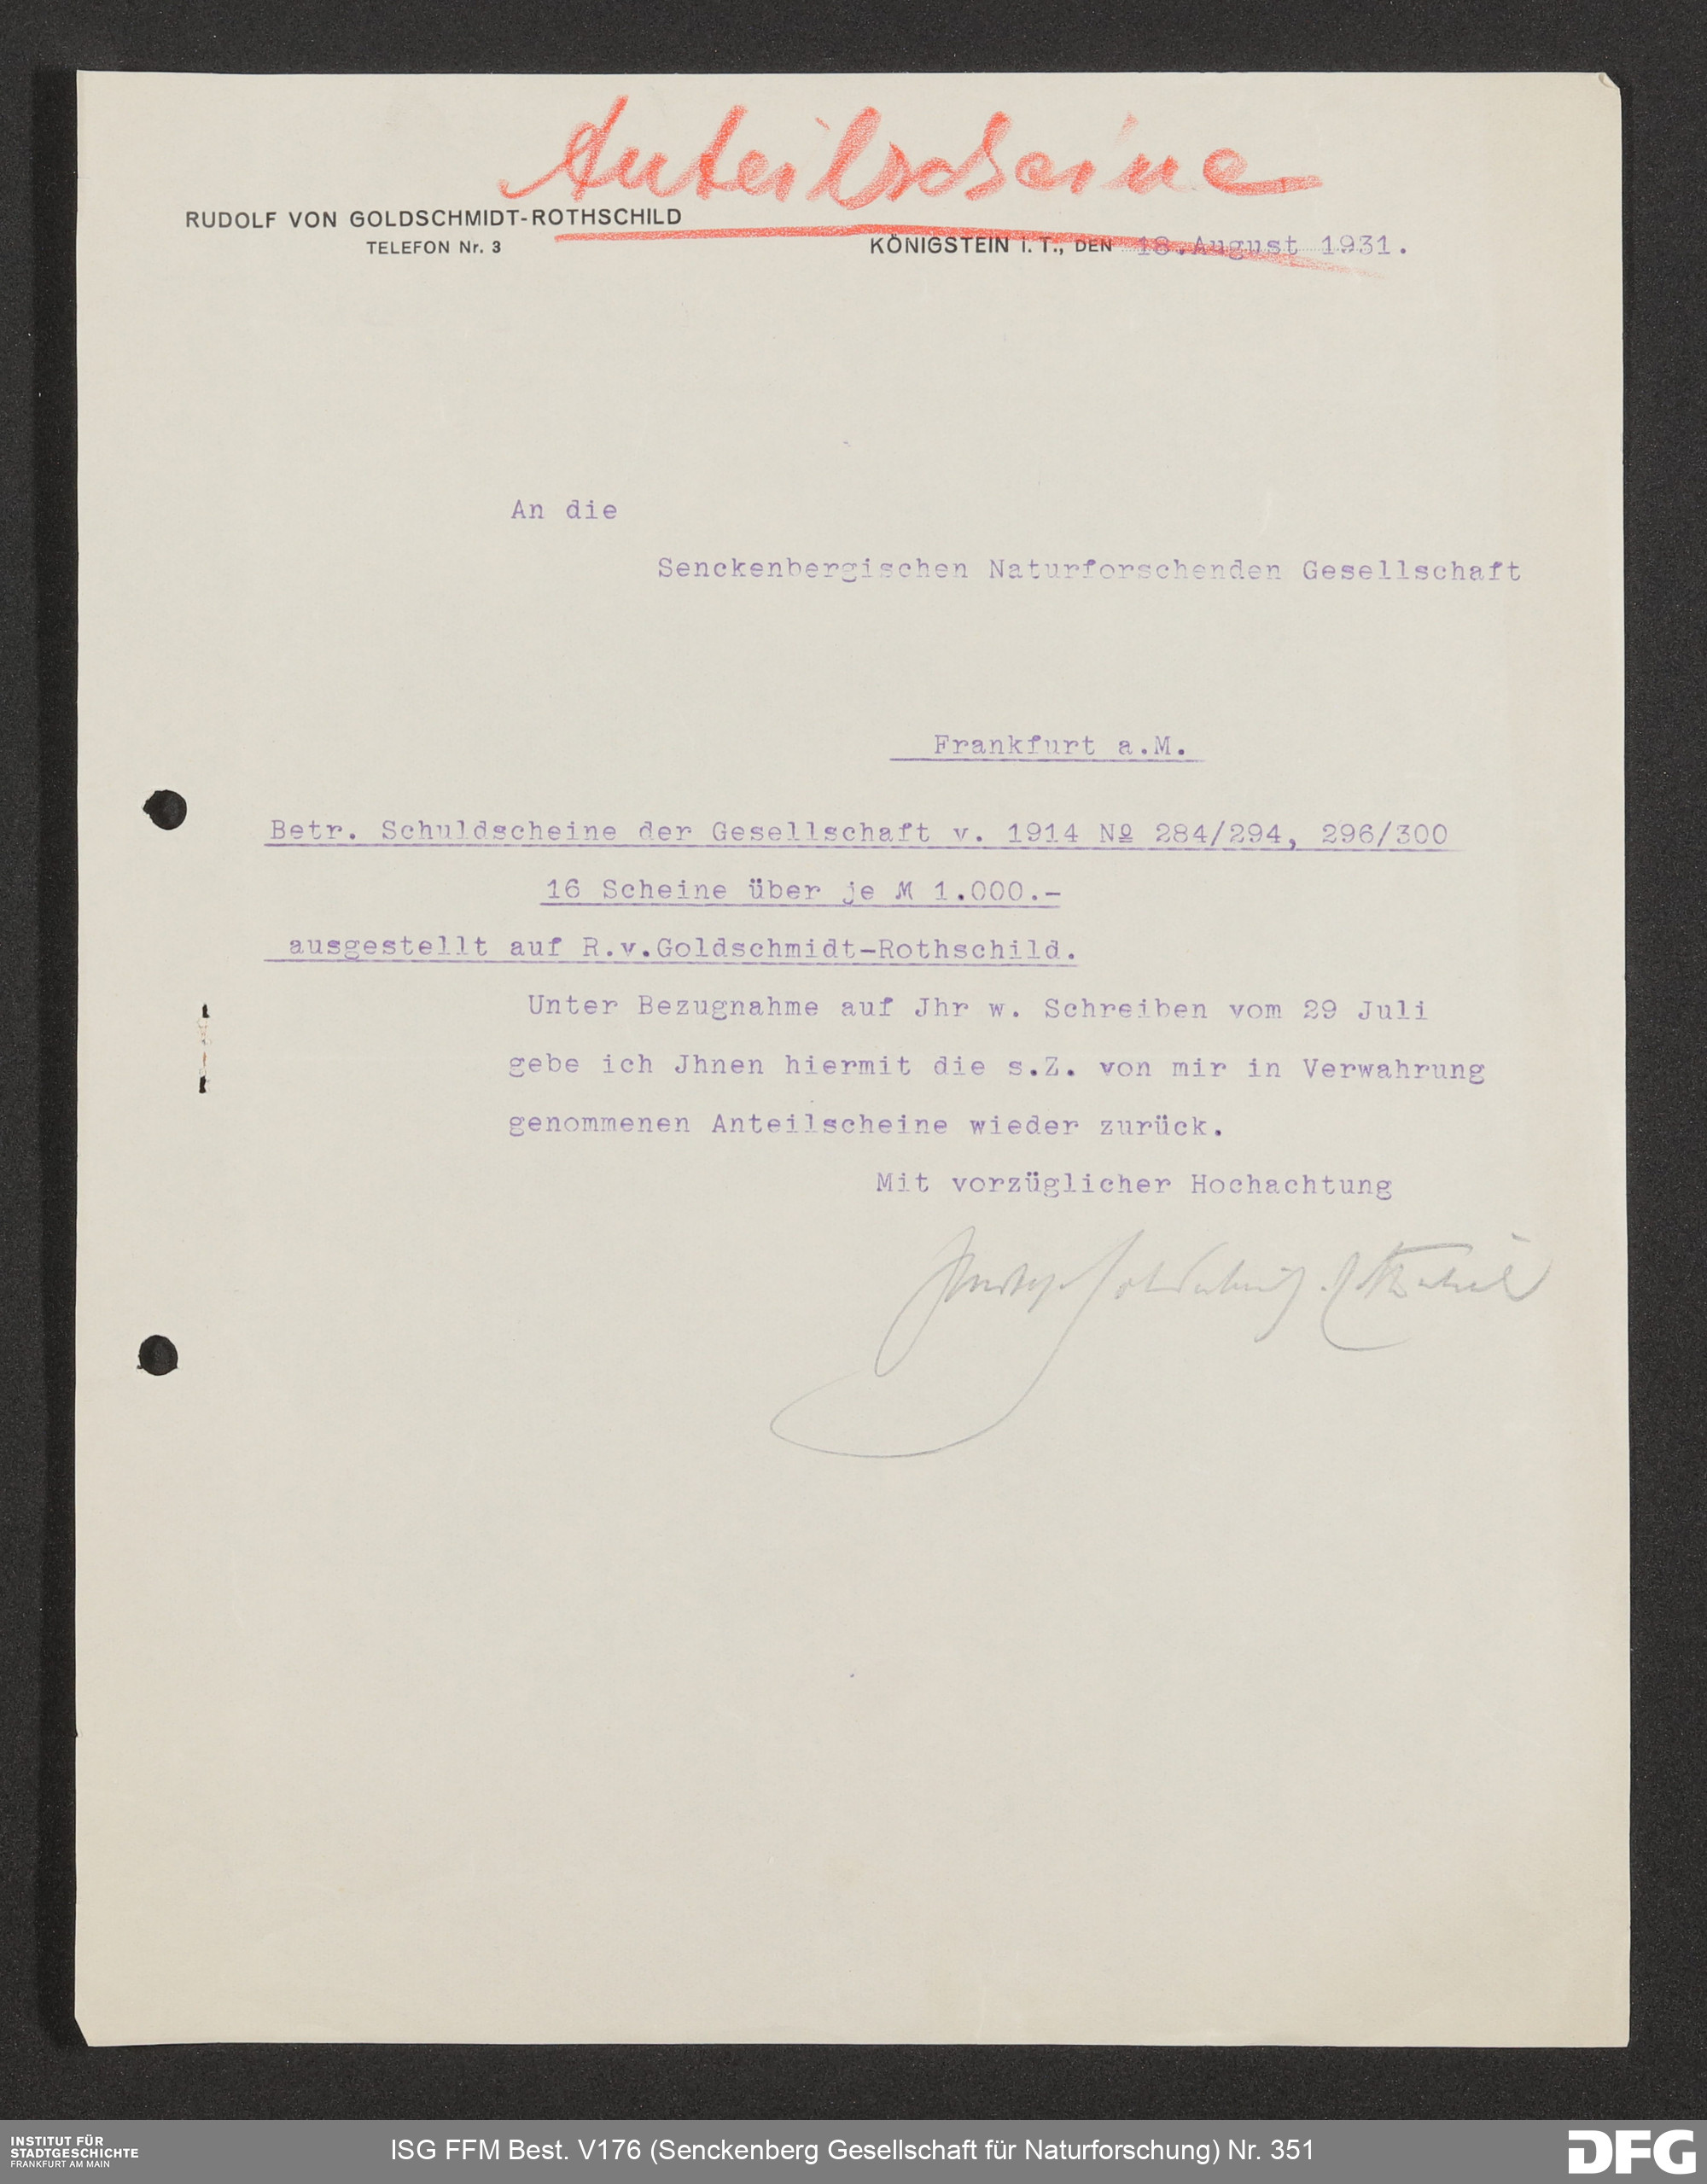 Anteilscheine
RUDOLF VON GOLDSCHMIDT-ROTHSCHILD
TELEFON Nr. 3
KÖNIGSTEIN i. T., DEN 18.August 1931.
An die
Senckenbergischen Naturforschenden Gesellschaft
Frankfurt a.M.
Betr. Schuldscheine der Gesellschaft v. 1914 № 284/294, 296/300
16 Scheine über je M 1.000.-
ausgestellt auf R.v.Goldschmidt-Rothschild.
Unter Bezugnahme auf Jhr w. Schreiben vom 29 Juli
gebe ich Jhnen hiermit die s.Z. von mir in Verwahrung
genommenen Anteilscheine wieder zurück.
Mit vorzüglicher Hochachtung
Rudolf Goldschmidt-Rothschild
INSTITUT FÜR
STADTGESCHICHTE
FRANKFURT AM MAIN
ISG FFM Best. V176 (Senckenberg Gesellschaft für Naturforschung) Nr. 351
DFG